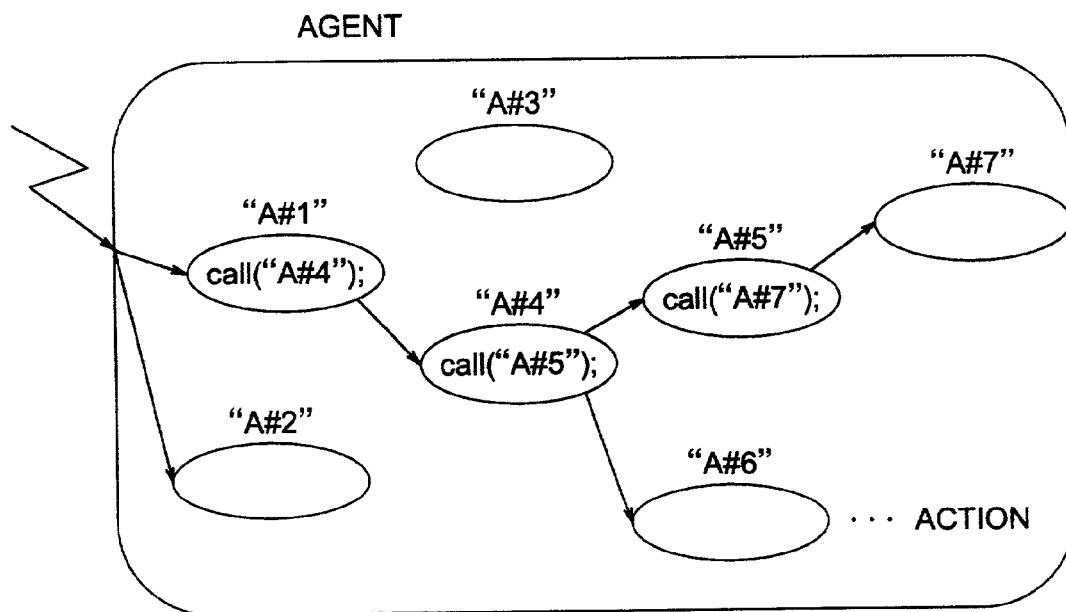 AGENT
“A#3”
“A#7”
“A#1”
call(“A#4”);
“A#5”
call(“A#7”);
“A#4”
call(“A#5”);
“A#2”
“A#6”
··· ACTION